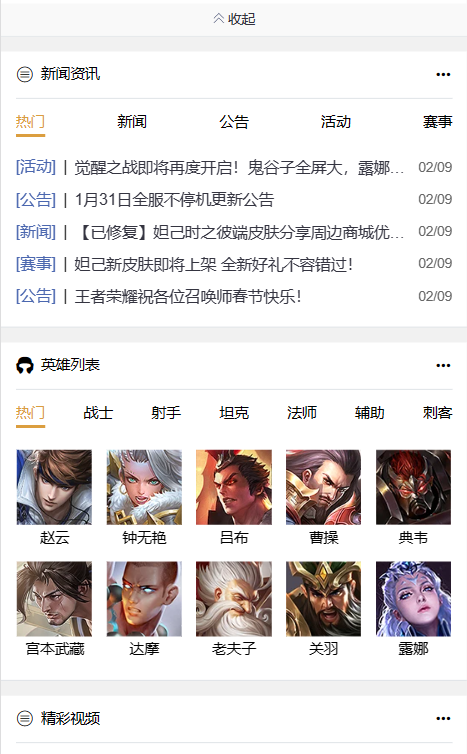 收起
新闻资讯 •••
热门 新闻 公告 活动 赛事
[活动] | 觉醒之战即将再度开启！鬼谷子全屏大，露娜… 02/09
[公告] | 1月31日全服不停机更新公告 02/09
[新闻] | 【已修复】妲己时之彼端皮肤分享周边商城优… 02/09
[赛事] | 妲己新皮肤即将上架 全新好礼不容错过！ 02/09
[公告] | 王者荣耀祝各位召唤师春节快乐！ 02/09
英雄列表 •••
热门 战士 射手 坦克 法师 辅助 刺客
赵云 钟无艳 吕布 曹操 典韦
宫本武藏 达摩 老夫子 关羽 露娜
精彩视频 •••